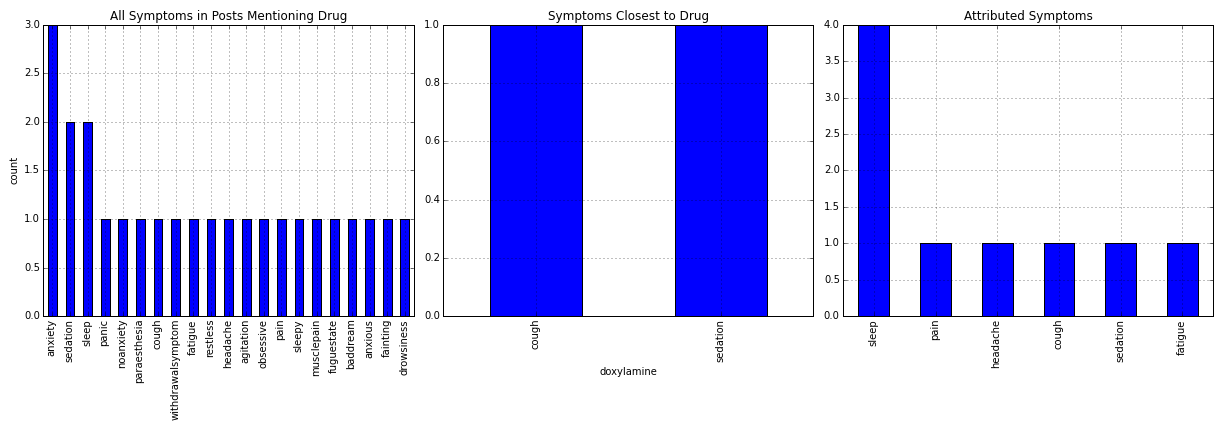 All Symptoms in Posts Mentioning Drug
3.0
2.5
2.0
1.5
1.0
0.5
0.0
count
anxiety
sedation
sleep
panic
noanxiety
paraesthesia
cough
withdrawalsymptom
fatigue
restless
headache
agitation
obsessive
pain
sleepy
musclepain
fuguestate
baddream
anxious
fainting
drowsiness
Symptoms Closest to Drug
1.0
0.8
0.6
0.4
0.2
0.0
cough
sedation
doxylamine
Attributed Symptoms
4.0
3.5
3.0
2.5
2.0
1.5
1.0
0.5
0.0
sleep
pain
headache
cough
sedation
fatigue